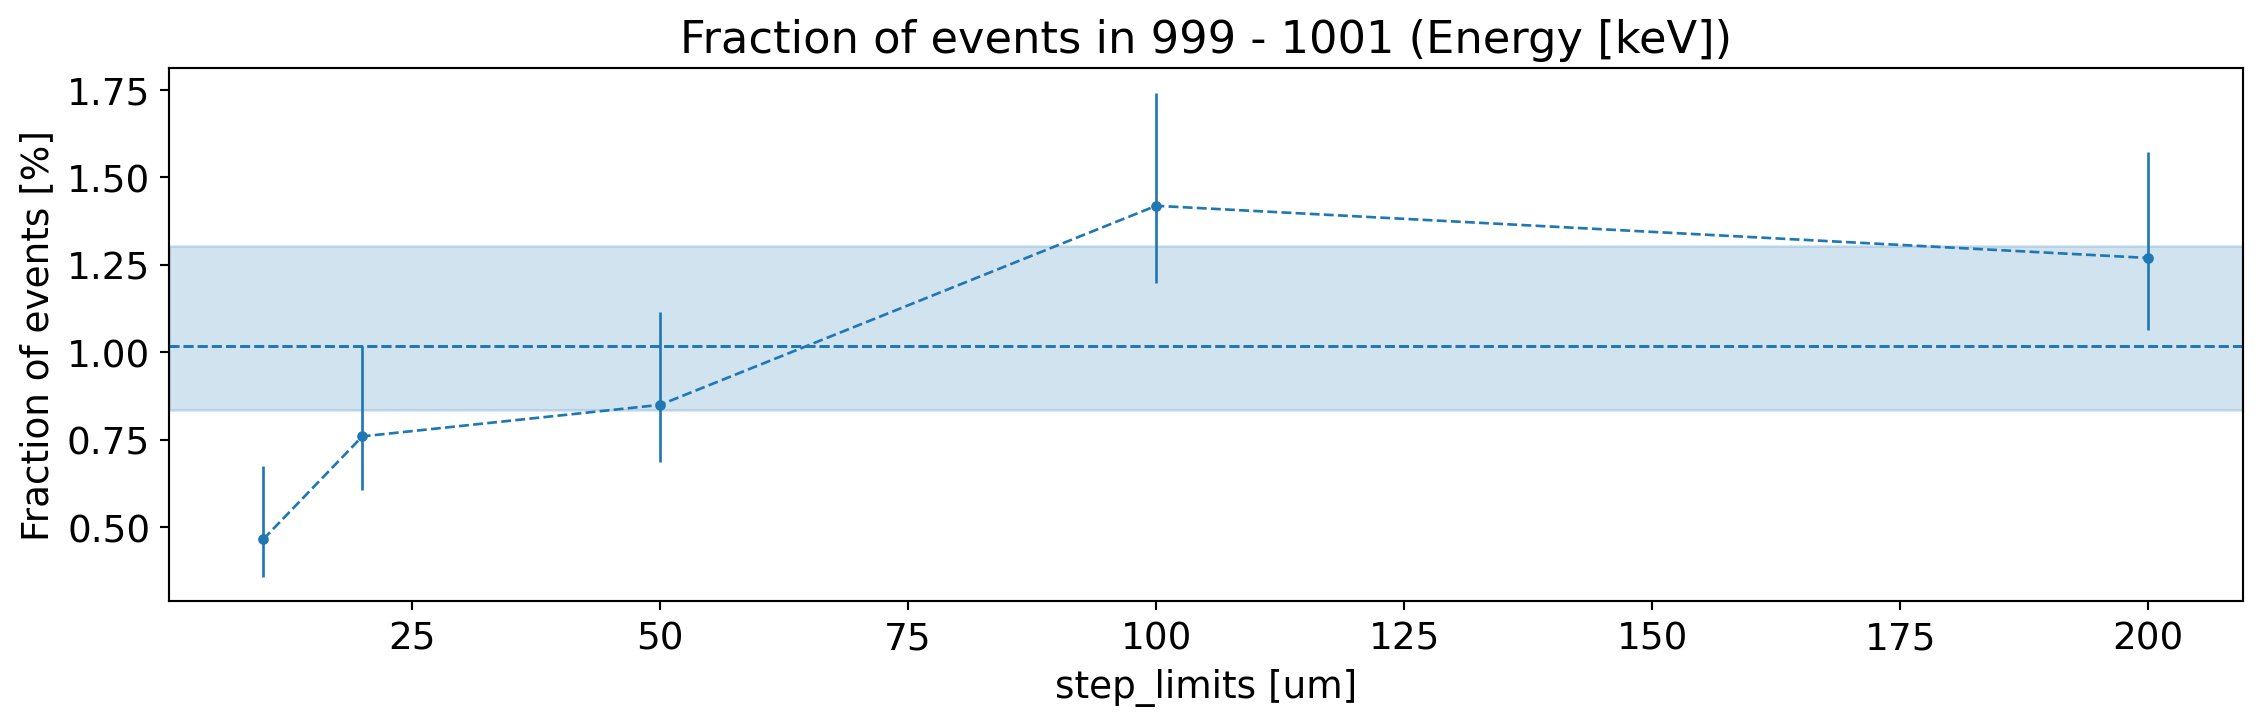 Fraction of events in 999 - 1001 (Energy [keV])
Fraction of events [%]
1.75
1.50
1.25
1.00
0.75
0.50
25 50 75 100 125 150 175 200
step_limits [um]